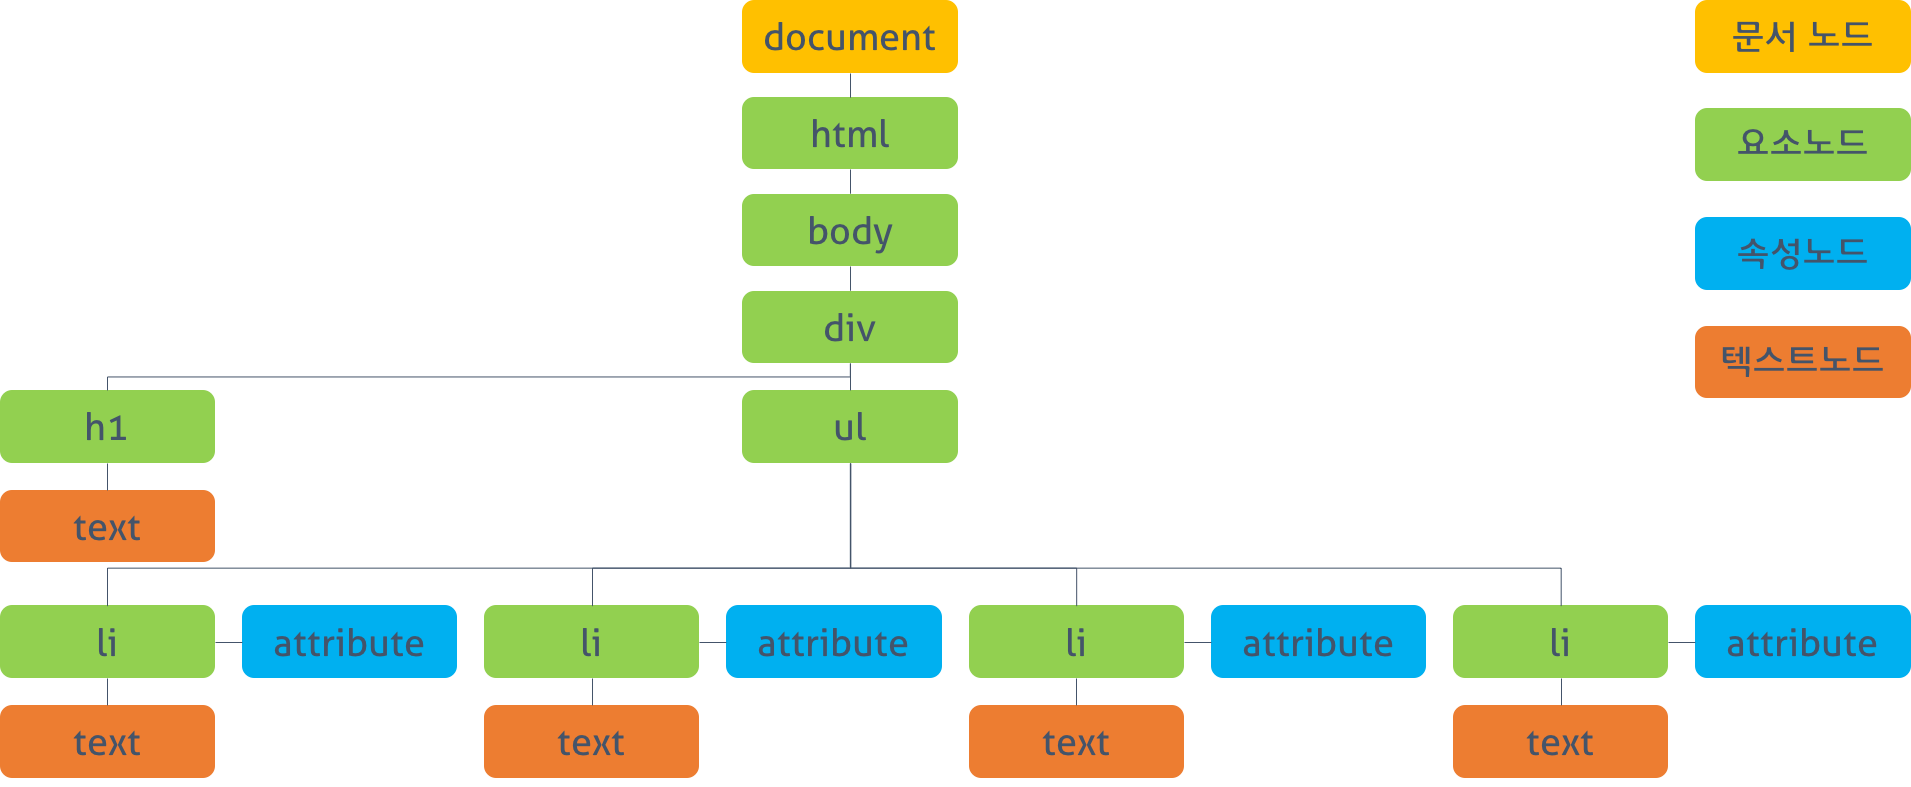 document
문서 노드
html
요소노드
body
속성노드
div
텍스트노드
h1
ul
text
li
attribute
li
attribute
li
attribute
li
attribute
text
text
text
text